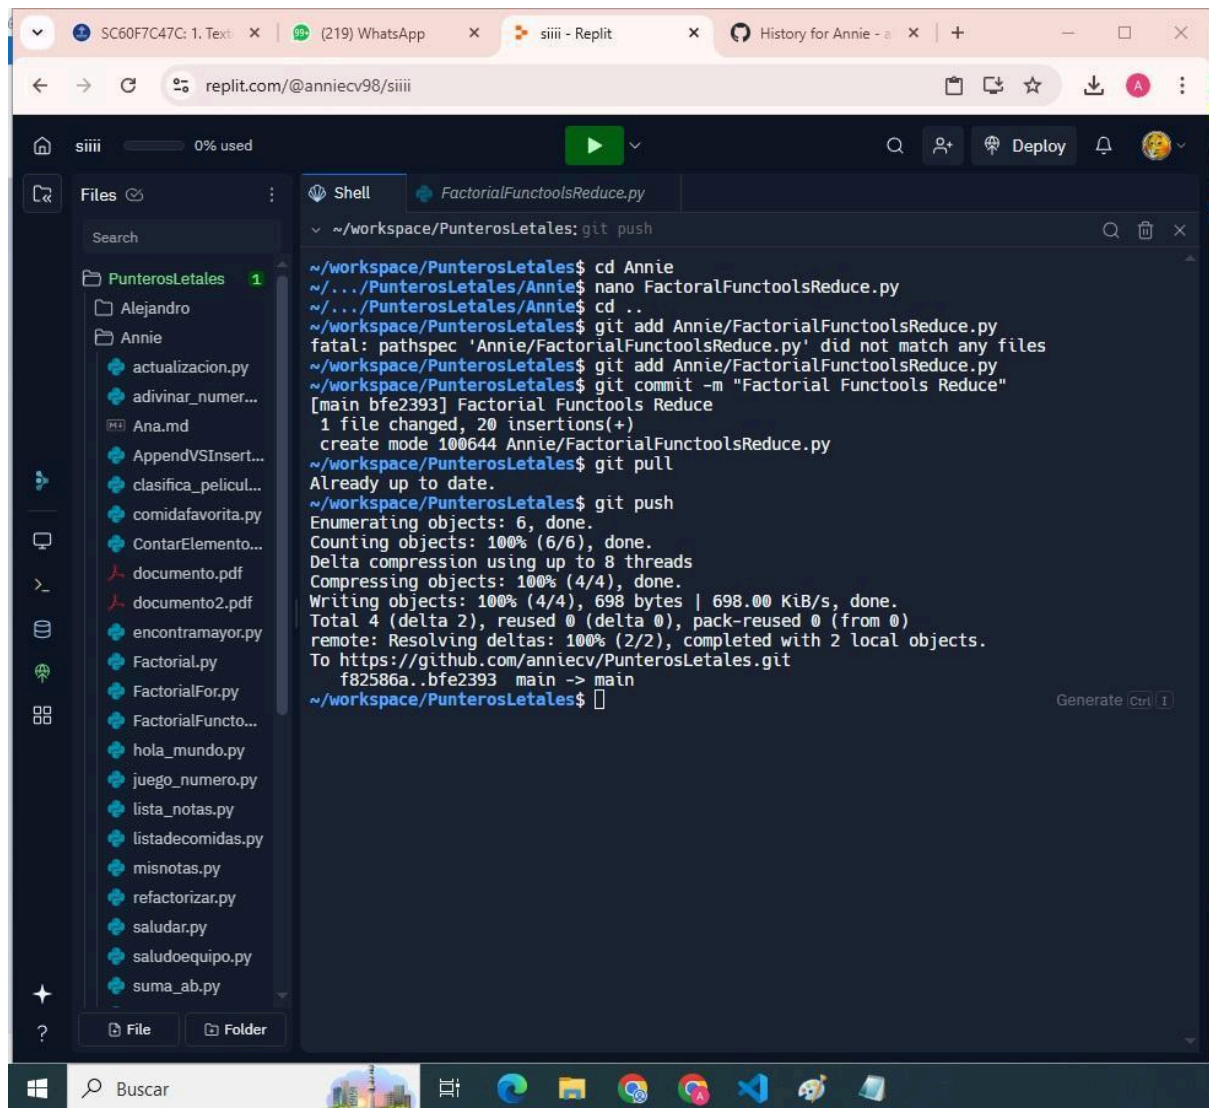 SC60F7C47C: 1. Text
99+ (219) WhatsApp
siiii - Replit
History for Annie - a
replit.com/@anniecv98/siiii
A
siiii
0% used
Deploy
Files
Search
PunterosLetales 1
Alejandro
Annie
actualizacion.py
adivinar_numer...
M↓ Ana.md
AppendVSInsert...
clasifica_pelicul...
comidafavorita.py
ContarElemento...
documento.pdf
documento2.pdf
encontramayor.py
Factorial.py
FactorialFor.py
FactorialFuncto...
hola_mundo.py
juego_numero.py
lista_notas.py
listadecomidas.py
misnotas.py
refactorizar.py
saludar.py
saludoequipo.py
suma_ab.py
File
Folder
?
Shell
FactorialFunctoolsReduce.py
~/workspace/PunterosLetales: git push
~/workspace/PunterosLetales$ cd Annie
~/.../PunterosLetales/Annie$ nano FactoralFunctoolsReduce.py
~/.../PunterosLetales/Annie$ cd ..
~/workspace/PunterosLetales$ git add Annie/FactorialFunctoolsReduce.py
fatal: pathspec 'Annie/FactorialFunctoolsReduce.py' did not match any files
~/workspace/PunterosLetales$ git add Annie/FactorialFunctoolsReduce.py
~/workspace/PunterosLetales$ git commit -m "Factorial Functools Reduce"
[main bfe2393] Factorial Functools Reduce
1 file changed, 20 insertions(+)
create mode 100644 Annie/FactorialFunctoolsReduce.py
~/workspace/PunterosLetales$ git pull
Already up to date.
~/workspace/PunterosLetales$ git push
Enumerating objects: 6, done.
Counting objects: 100% (6/6), done.
Delta compression using up to 8 threads
Compressing objects: 100% (4/4), done.
Writing objects: 100% (4/4), 698 bytes | 698.00 KiB/s, done.
Total 4 (delta 2), reused 0 (delta 0), pack-reused 0 (from 0)
remote: Resolving deltas: 100% (2/2), completed with 2 local objects.
To https://github.com/anniecv/PunterosLetales.git
f82586a..bfe2393 main -> main
~/workspace/PunterosLetales$
Generate Ctrl I
Buscar